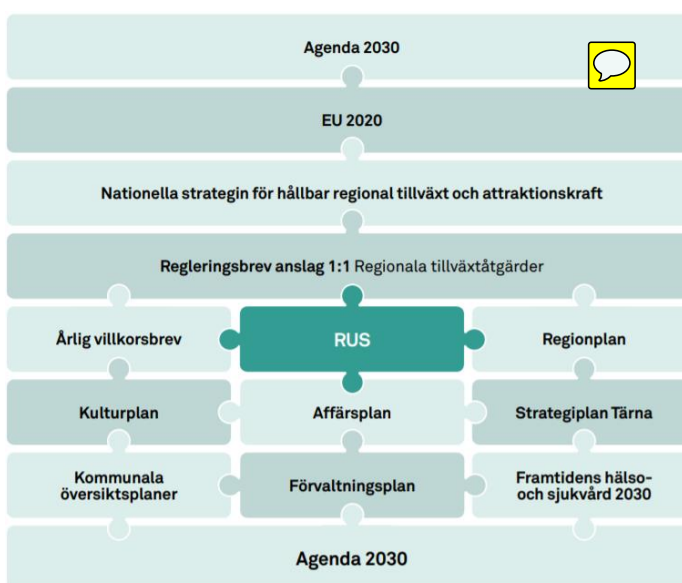 Agenda 2030
EU 2020
Nationella strategin för hållbar regional tillväxt och attraktionskraft
Regleringsbrev anslag 1:1 Regionala tillväxtåtgärder
Årlig villkorsbrev
RUS
Regionplan
Kulturplan
Affärsplan
Strategiplan Tärna
Kommunala
översiktsplaner
Förvaltningsplan
Framtidens hälso-
och sjukvård 2030
Agenda 2030